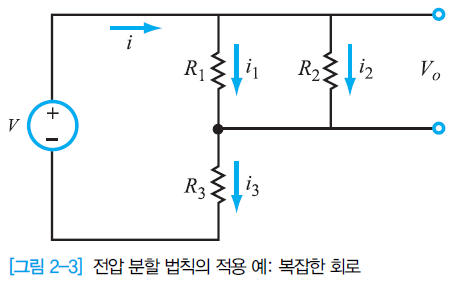 i
R1 i1 R2 i2 Vo
V + −
R3 i3
[그림 2-3] 전압 분할 법칙의 적용 예: 복잡한 회로